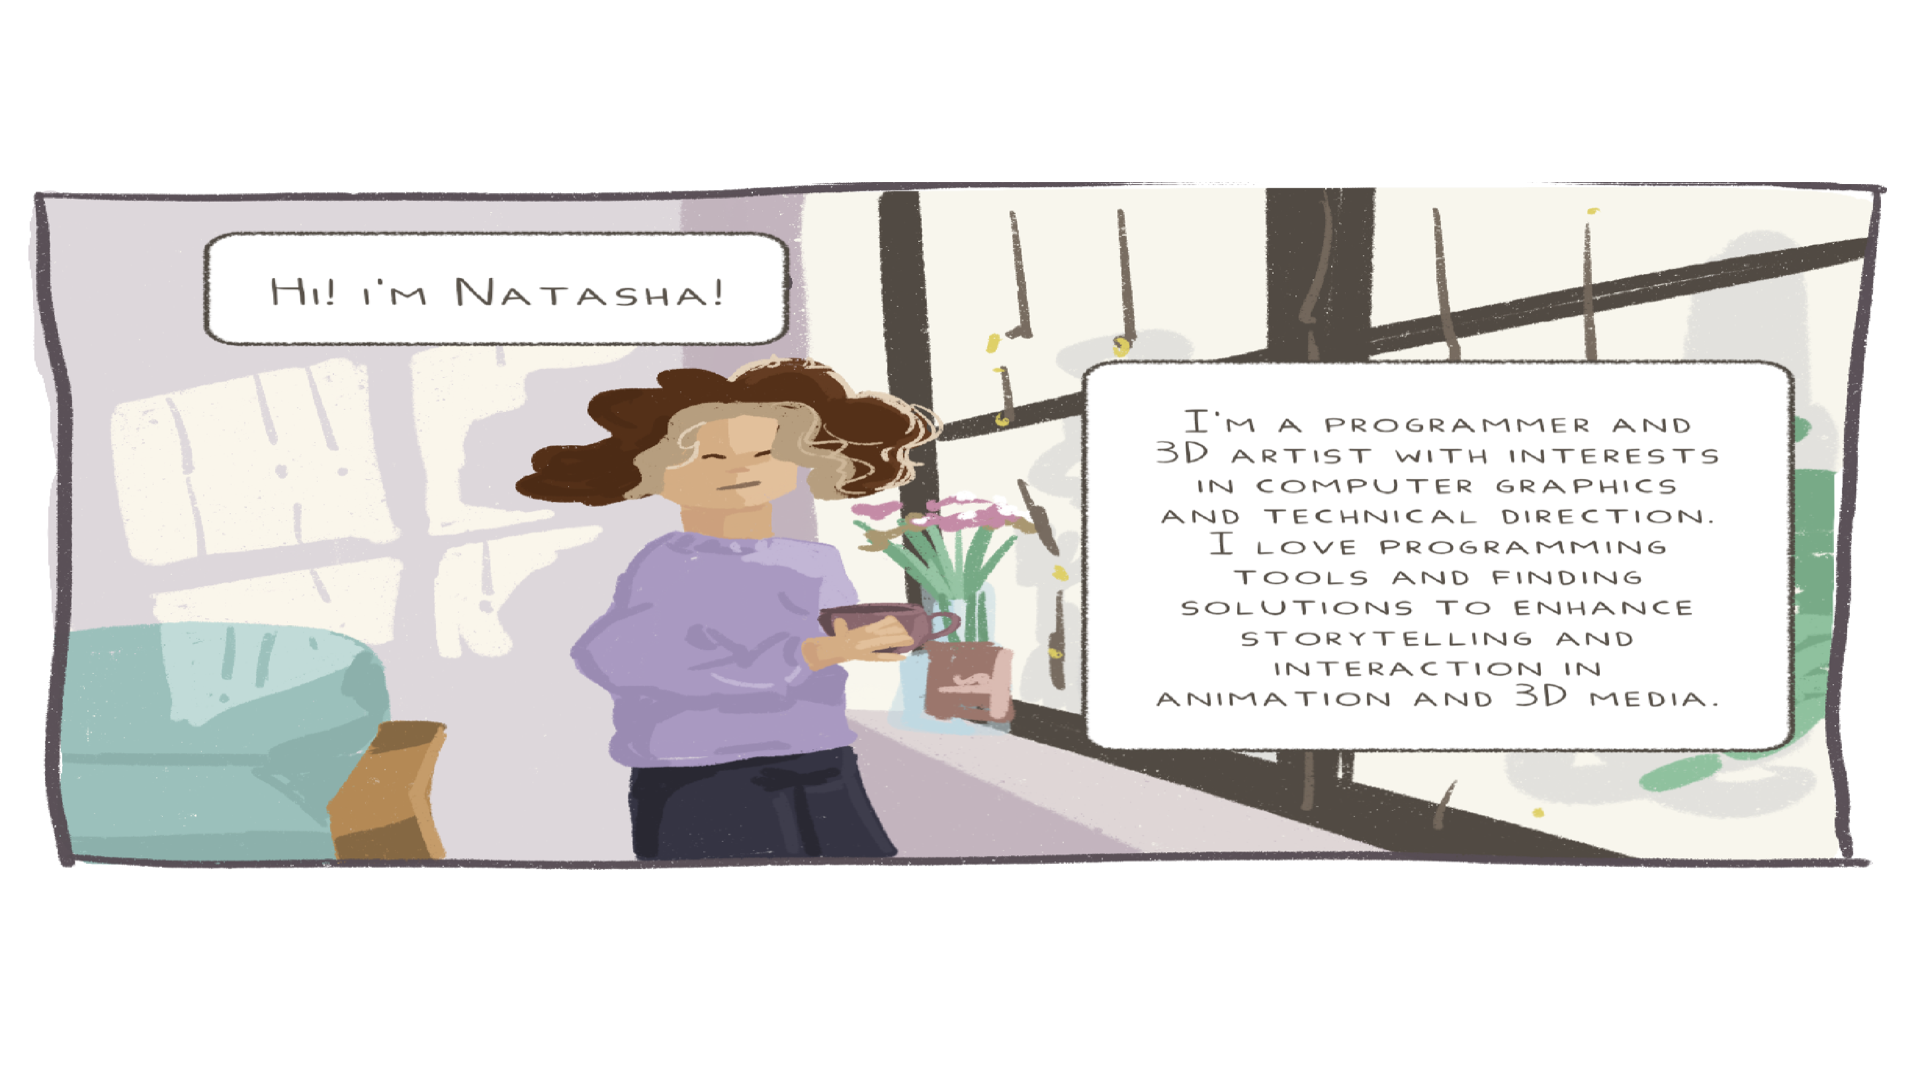 Hi! i'm Natasha!
I'm a programmer and
3D artist with interests
in computer graphics
and technical direction.
I love programming
tools and finding
solutions to enhance
storytelling and
interaction in
animation and 3D media.